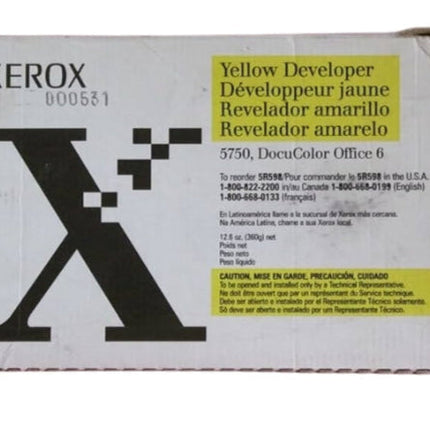 XEROX
000531
Yellow Developer
Développeur jaune
Revelador amarillo
Revelador amarelo
5750, DocuColor Office 6
To reorder 5R598/Pour commander le 5R598 in the U.S.A.
1-800-822-2200 in/au Canada 1-800-668-0199 (English)
1-800-668-0133 (français)
En Latinoamérica llame a la sucursal de Xerox más cercana.
Na América Latina, chame a sua Xerox local.
12.6 oz. (360g) net
Poids net
Peso neto
Peso líquido
CAUTION, MISE EN GARDE, PRECAUCIÓN, CUIDADO
To be opened and installed only by a Technical Representative.
Ne doit être ouvert que par un représentant du Service technique.
Debe ser abierto e instalado por el Representante Técnico solamente.
Só deve ser aberto e instalado por um Representante Técnico.